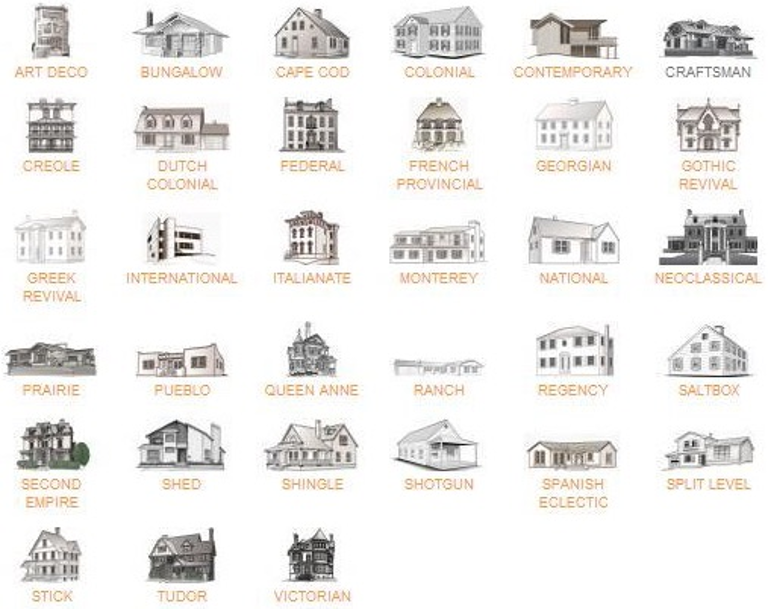 ART DECO
BUNGALOW
CAPE COD
COLONIAL
CONTEMPORARY
CRAFTSMAN
CREOLE
DUTCH
COLONIAL
FEDERAL
FRENCH
PROVINCIAL
GEORGIAN
GOTHIC
REVIVAL
GREEK
REVIVAL
INTERNATIONAL
ITALIANATE
MONTEREY
NATIONAL
NEOCLASSICAL
PRAIRIE
PUEBLO
QUEEN ANNE
RANCH
REGENCY
SALTBOX
SECOND
EMPIRE
SHED
SHINGLE
SHOTGUN
SPANISH
ECLECTIC
SPLIT LEVEL
STICK
TUDOR
VICTORIAN